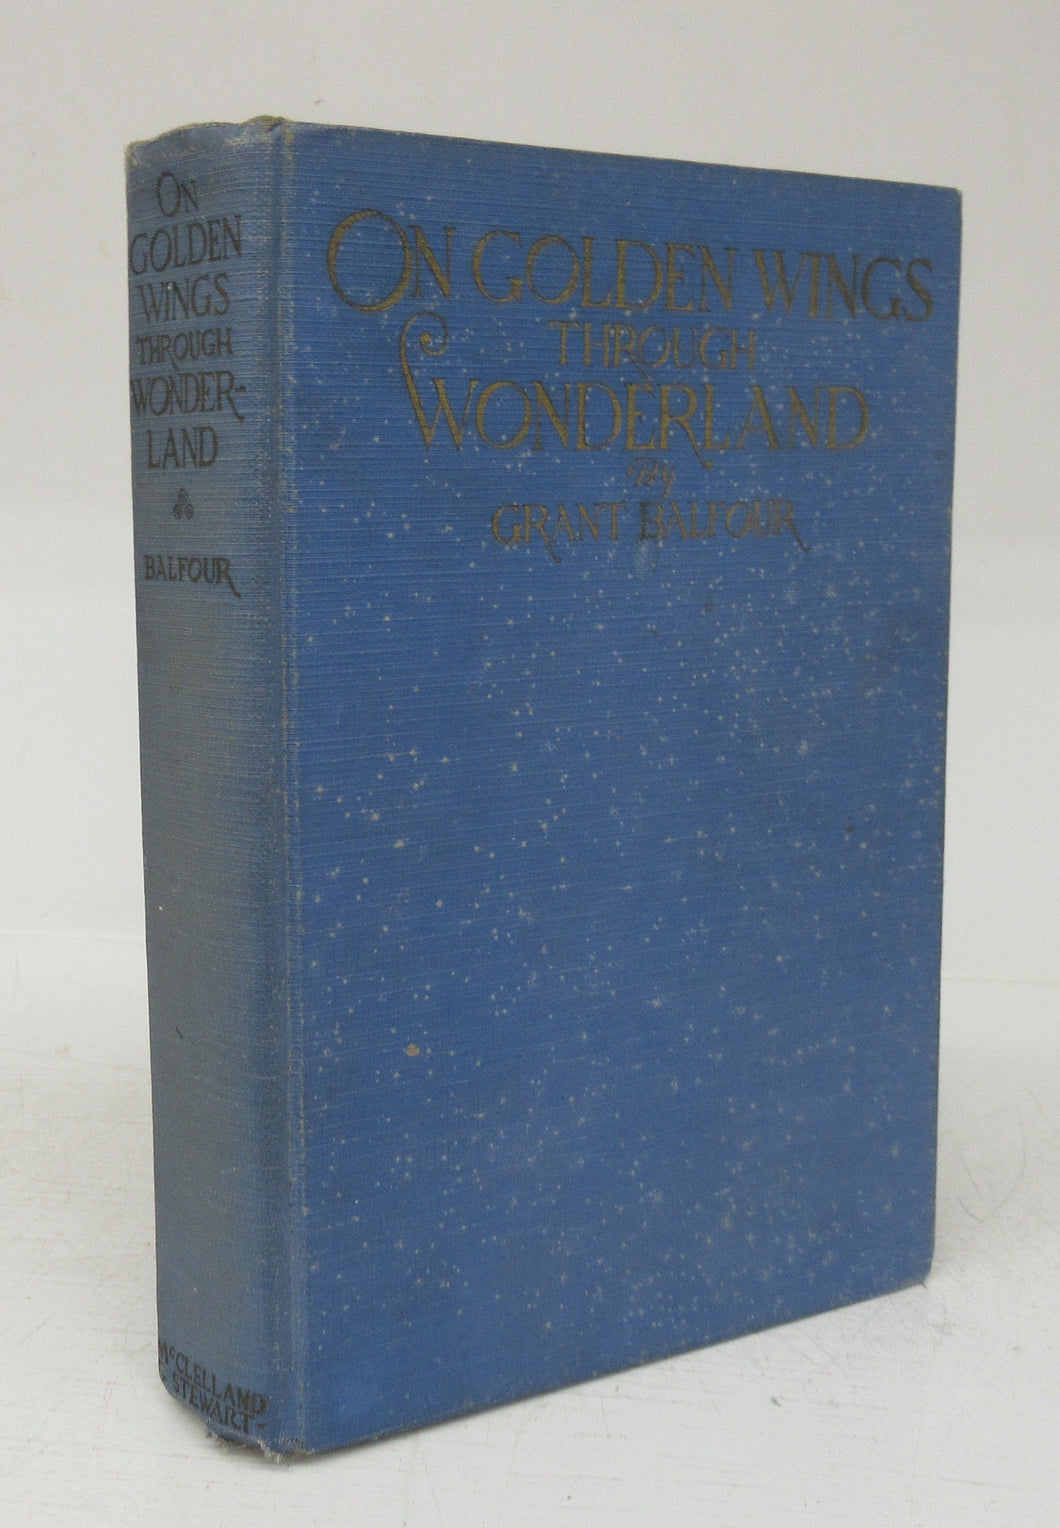 ON
GOLDEN
WINGS
THROUGH
WONDER-
LAND
BALFOUR
McCLELLAND
& STEWART
ON GOLDEN WINGS
THROUGH
WONDERLAND
By
GRANT BALFOUR